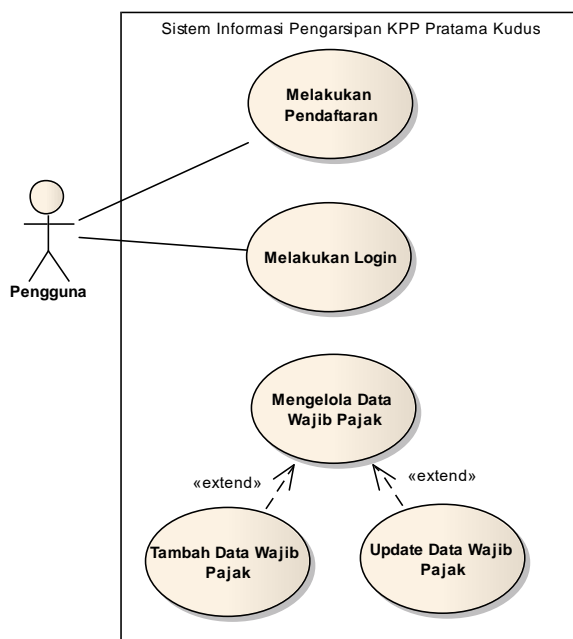 Sistem Informasi Pengarsipan KPP Pratama Kudus
Melakukan
Pendaftaran
Pengguna
Melakukan Login
Mengelola Data
Wajib Pajak
«extend»
«extend»
Tambah Data Wajib
Pajak
Update Data Wajib
Pajak